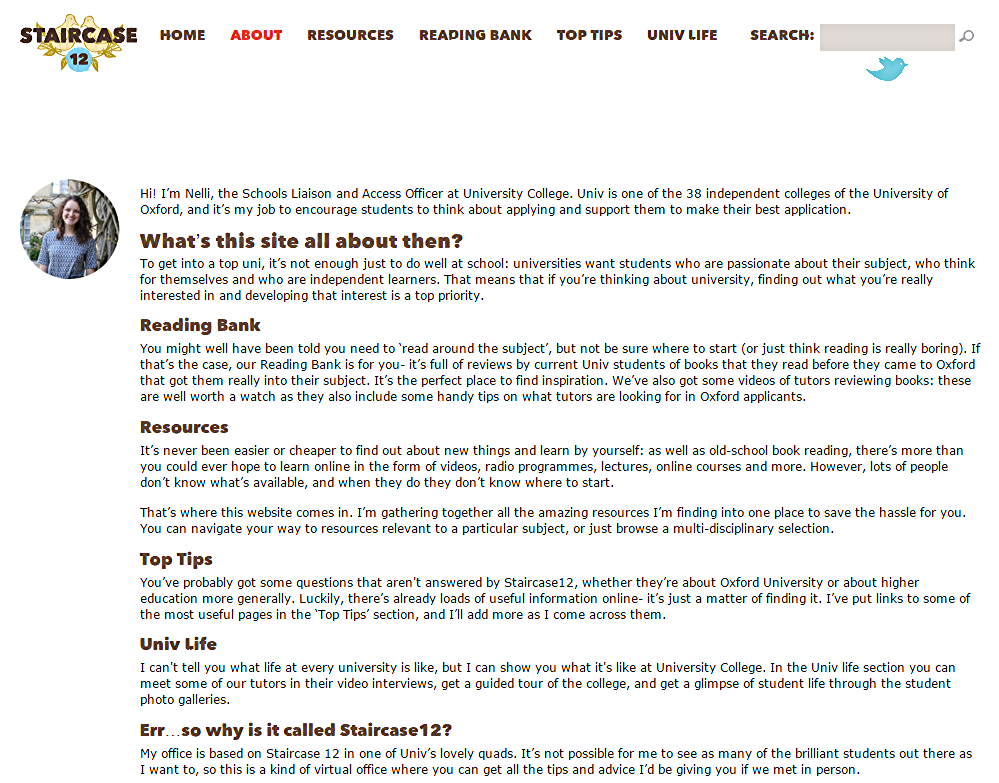 STAIRCASE
12
HOME
ABOUT
RESOURCES
READING BANK
TOP TIPS
UNIV LIFE
SEARCH:
Hi! I’m Nelli, the Schools Liaison and Access Officer at University College. Univ is one of the 38 independent colleges of the University of
Oxford, and it’s my job to encourage students to think about applying and support them to make their best application.
What’s this site all about then?
To get into a top uni, it’s not enough just to do well at school: universities want students who are passionate about their subject, who think
for themselves and who are independent learners. That means that if you’re thinking about university, finding out what you’re really
interested in and developing that interest is a top priority.
Reading Bank
You might well have been told you need to ‘read around the subject’, but not be sure where to start (or just think reading is really boring). If
that’s the case, our Reading Bank is for you- it’s full of reviews by current Univ students of books that they read before they came to Oxford
that got them really into their subject. It’s the perfect place to find inspiration. We’ve also got some videos of tutors reviewing books: these
are well worth a watch as they also include some handy tips on what tutors are looking for in Oxford applicants.
Resources
It’s never been easier or cheaper to find out about new things and learn by yourself: as well as old-school book reading, there’s more than
you could ever hope to learn online in the form of videos, radio programmes, lectures, online courses and more. However, lots of people
don’t know what’s available, and when they do they don’t know where to start.
That’s where this website comes in. I’m gathering together all the amazing resources I’m finding into one place to save the hassle for you.
You can navigate your way to resources relevant to a particular subject, or just browse a multi-disciplinary selection.
Top Tips
You’ve probably got some questions that aren't answered by Staircase12, whether they’re about Oxford University or about higher
education more generally. Luckily, there’s already loads of useful information online- it’s just a matter of finding it. I’ve put links to some of
the most useful pages in the ‘Top Tips’ section, and I’ll add more as I come across them.
Univ Life
I can't tell you what life at every university is like, but I can show you what it's like at University College. In the Univ life section you can
meet some of our tutors in their video interviews, get a guided tour of the college, and get a glimpse of student life through the student
photo galleries.
Err…so why is it called Staircase12?
My office is based on Staircase 12 in one of Univ’s lovely quads. It’s not possible for me to see as many of the brilliant students out there as
I want to, so this is a kind of virtual office where you can get all the tips and advice I’d be giving you if we met in person.